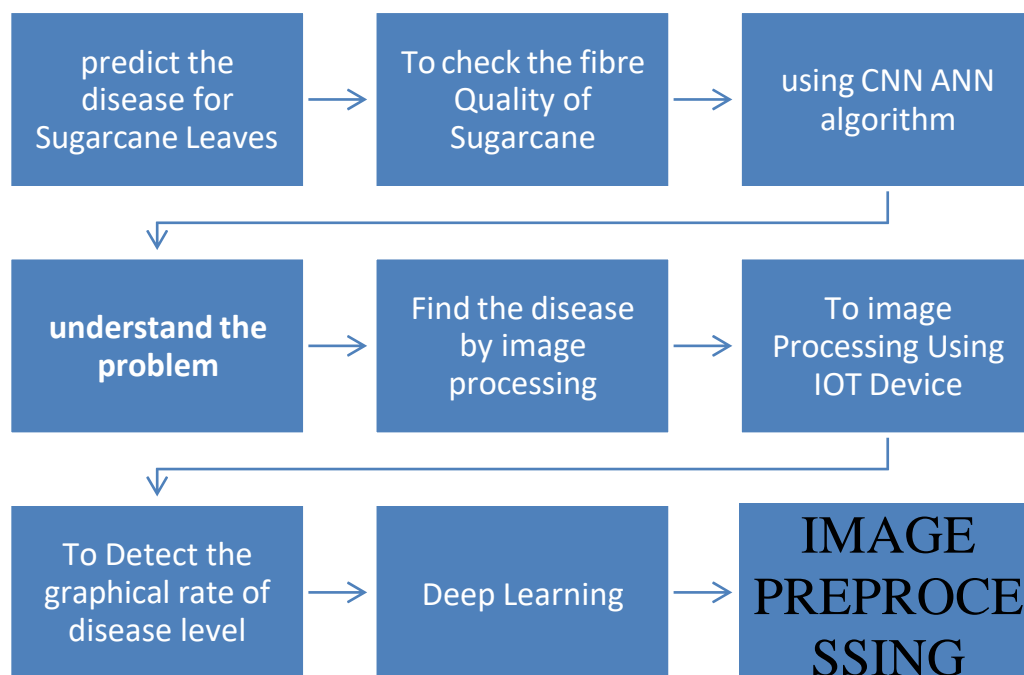 predict the
disease for
Sugarcane Leaves
To check the fibre
Quality of
Sugarcane
using CNN ANN
algorithm
understand the
problem
Find the disease
by image
processing
To image
Processing Using
IOT Device
To Detect the
graphical rate of
disease level
Deep Learning
IMAGE
PREPROCE
SSING